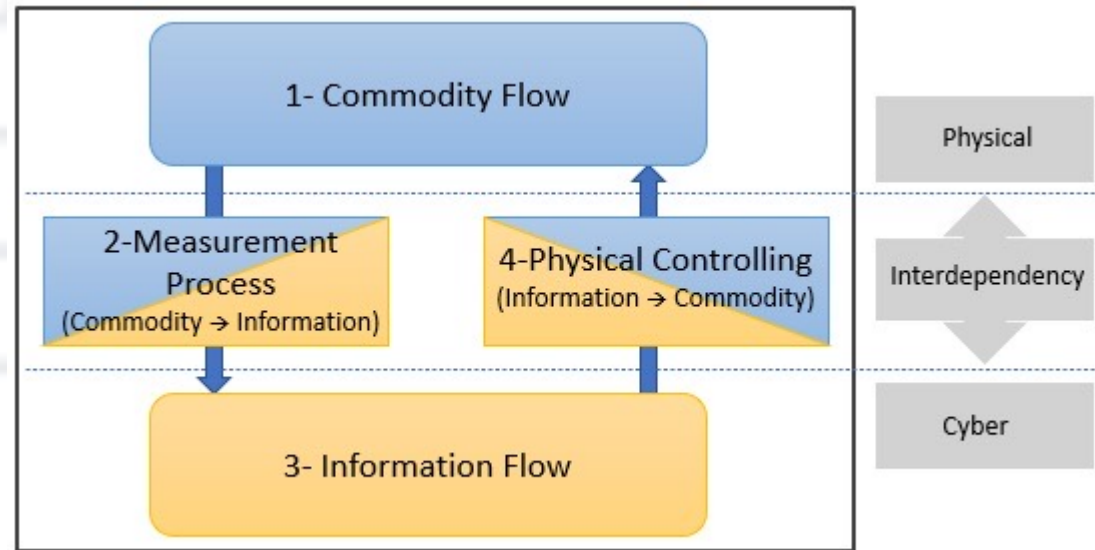 1- Commodity Flow
Physical
2-Measurement
Process
(Commodity → Information)
4-Physical Controlling
(Information → Commodity)
Interdependency
3- Information Flow
Cyber